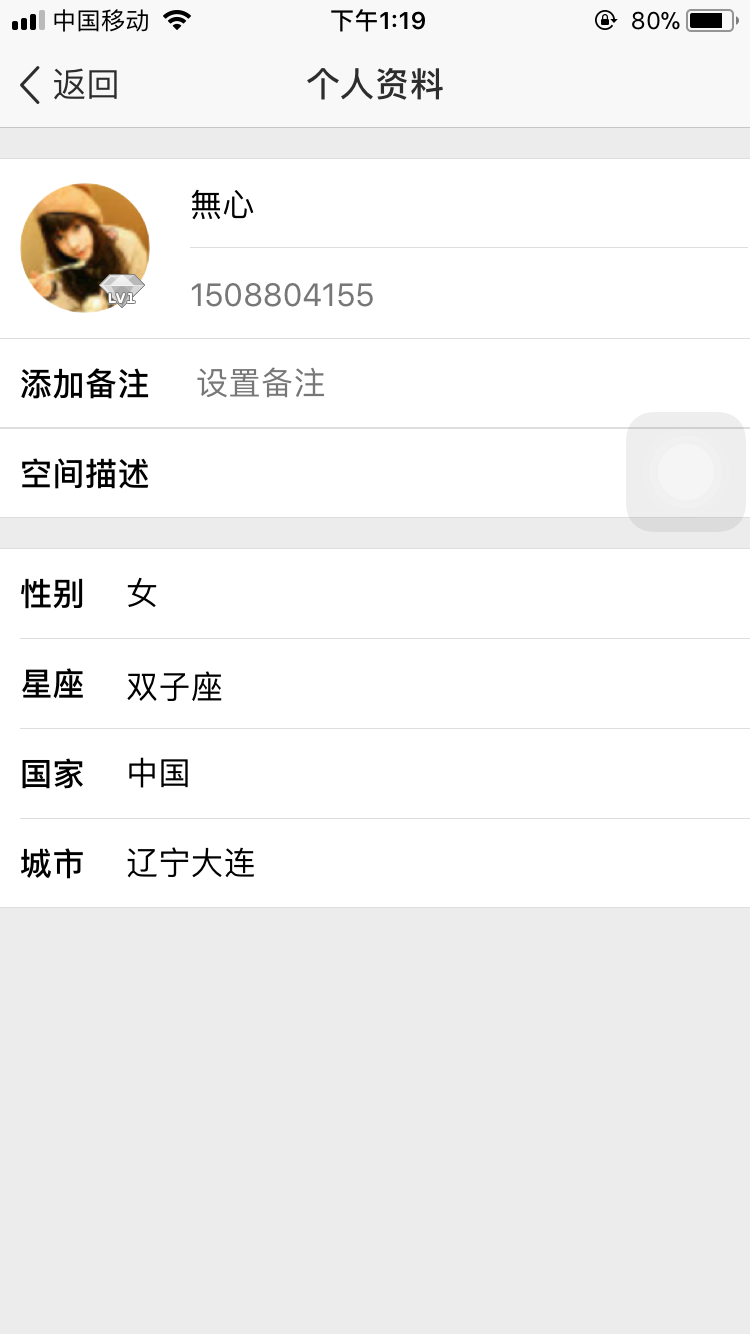 中国移动 下午1:19 80%
返回 个人资料
無心
LV1
1508804155
添加备注 设置备注
空间描述
性别 女
星座 双子座
国家 中国
城市 辽宁大连